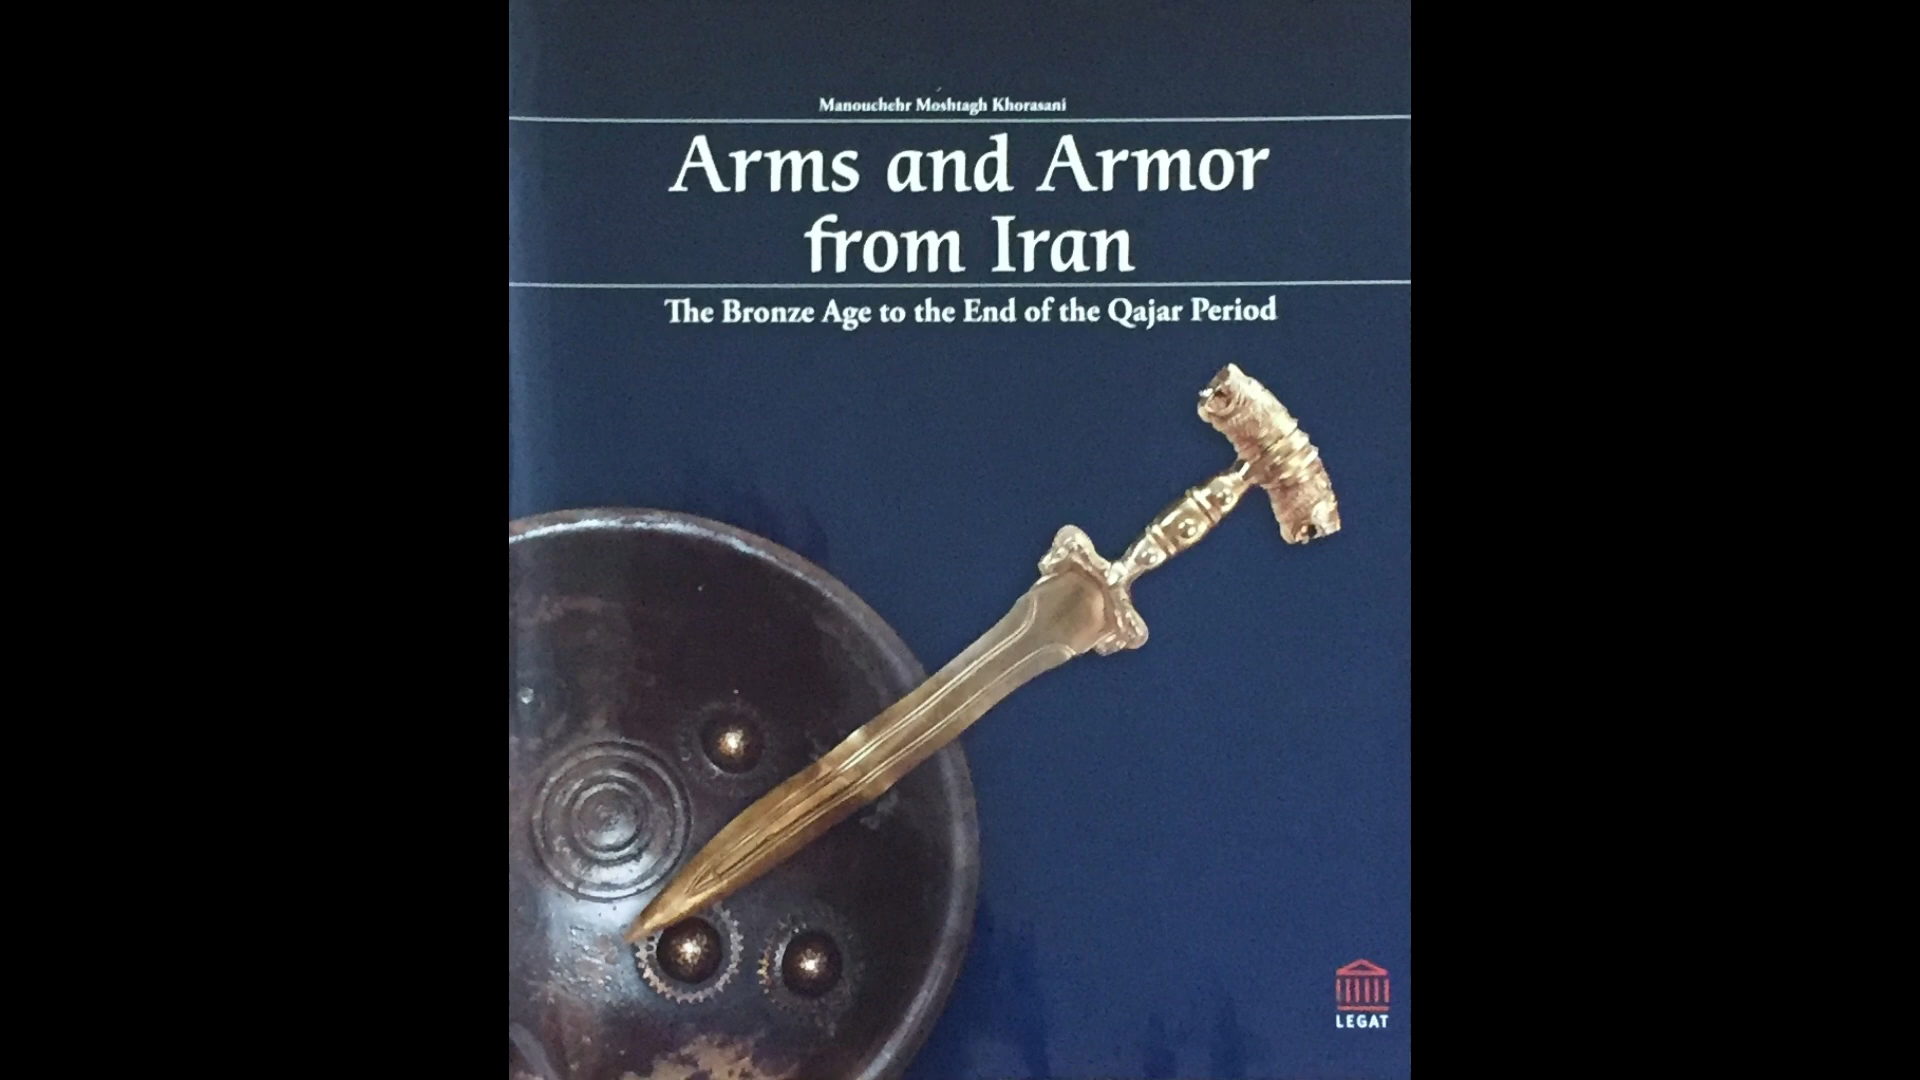 Manouchehr Moshtagh Khorasani
Arms and Armor
from Iran
The Bronze Age to the End of the Qajar Period
LEGAT